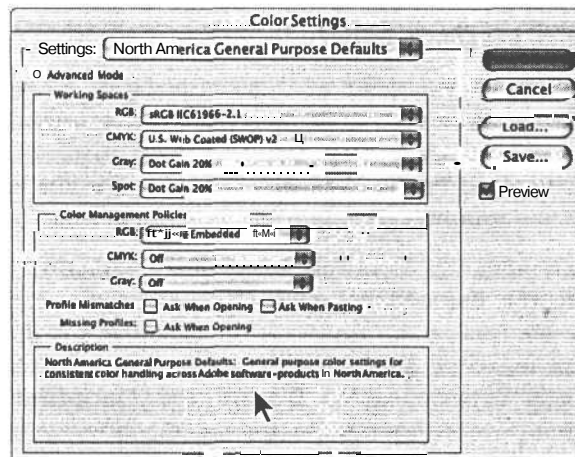 Color Settings
Settings: North America General Purpose Defaults
Advanced Mode
Working Spaces
RGB: sRGB IEC61966-2.1
CMYK: U.S. Web Coated (SWOP) v2
Gray: Dot Gain 20%
Spot: Dot Gain 20%
Color Management Policies
RGB: Embedded
CMYK: Off
Gray: Off
Profile Mismatches: Ask When Opening Ask When Pasting
Missing Profiles: Ask When Opening
Description
North America General Purpose Defaults: General purpose color settings for
consistent color handling across Adobe software products in North America.
Cancel
Load...
Save...
Preview